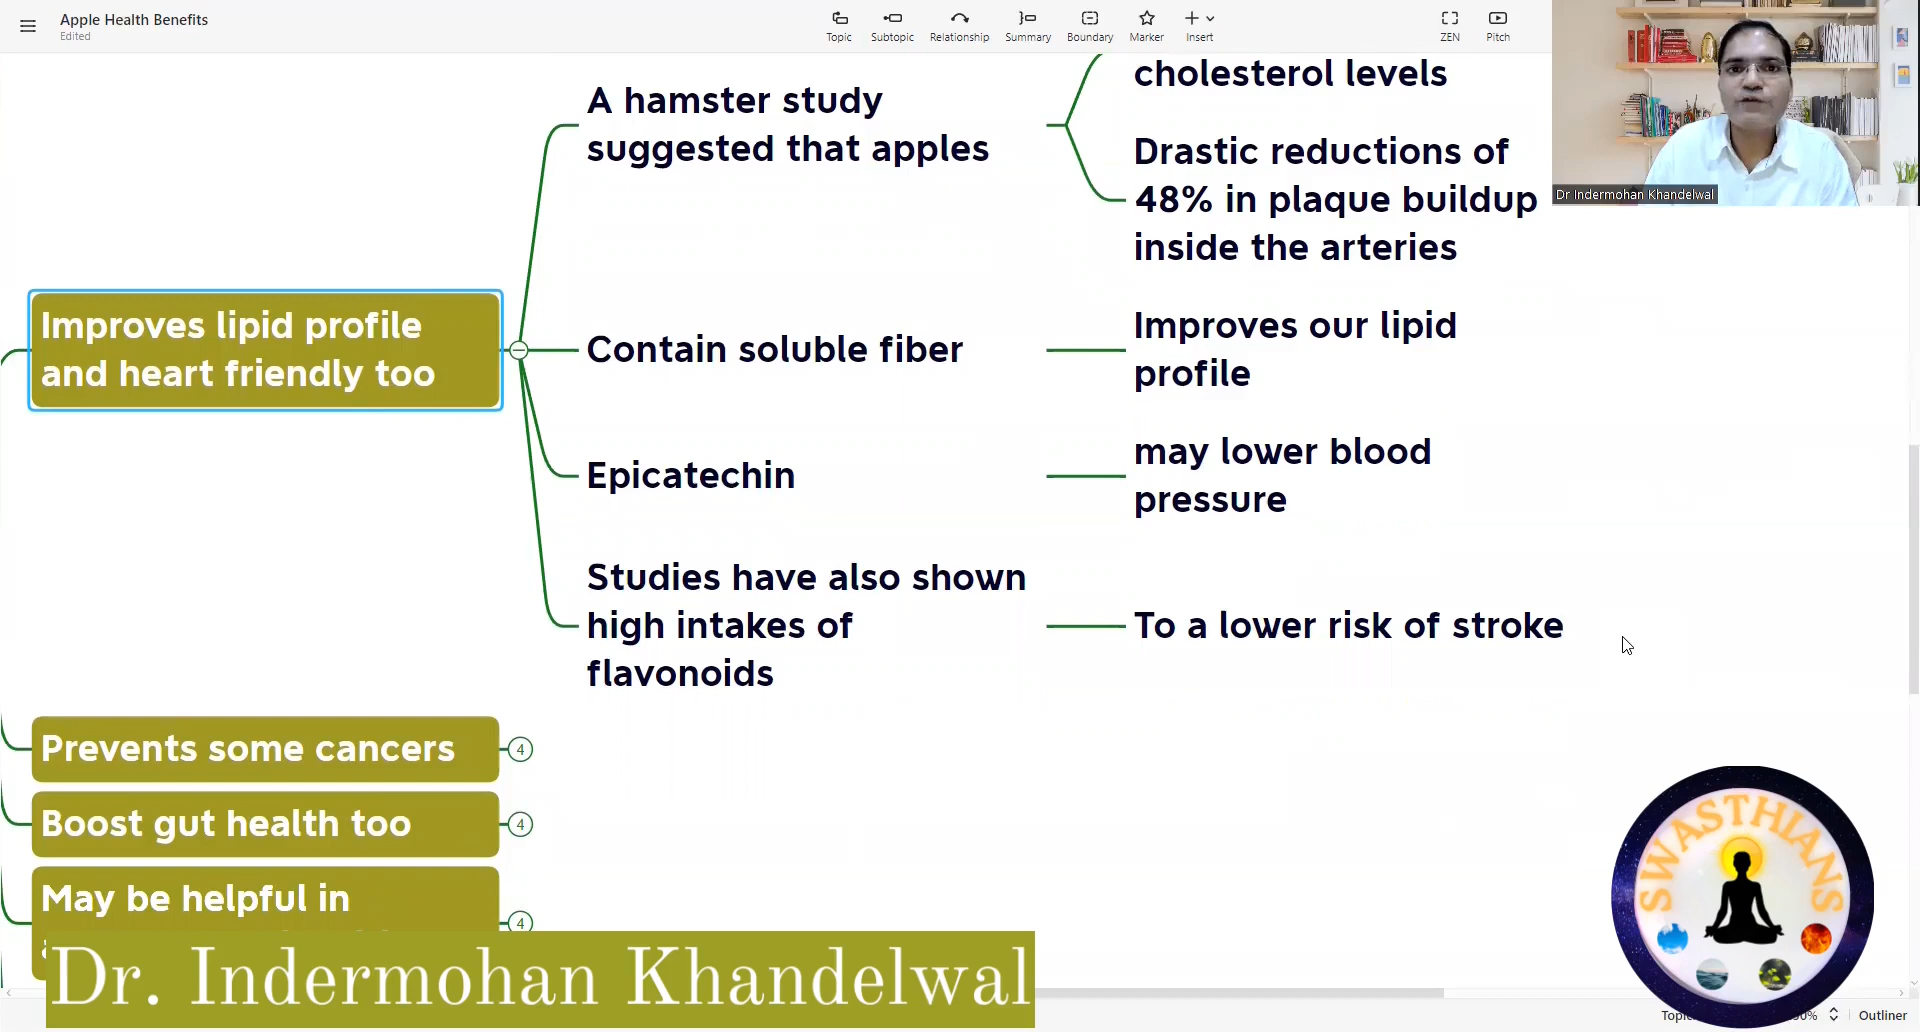 Apple Health Benefits
Edited
Topic
Subtopic
Relationship
Summary
Boundary
Marker
Insert
ZEN
Pitch
Dr Indermohan Khandelwal
cholesterol levels
A hamster study
suggested that apples
Drastic reductions of
48% in plaque buildup
inside the arteries
Improves lipid profile
and heart friendly too
Contain soluble fiber
Improves our lipid
profile
Epicatechin
may lower blood
pressure
Studies have also shown
high intakes of
flavonoids
To a lower risk of stroke
Prevents some cancers
4
Boost gut health too
4
May be helpful in
4
SWASTHIANS
Dr. Indermohan Khandelwal
Outliner